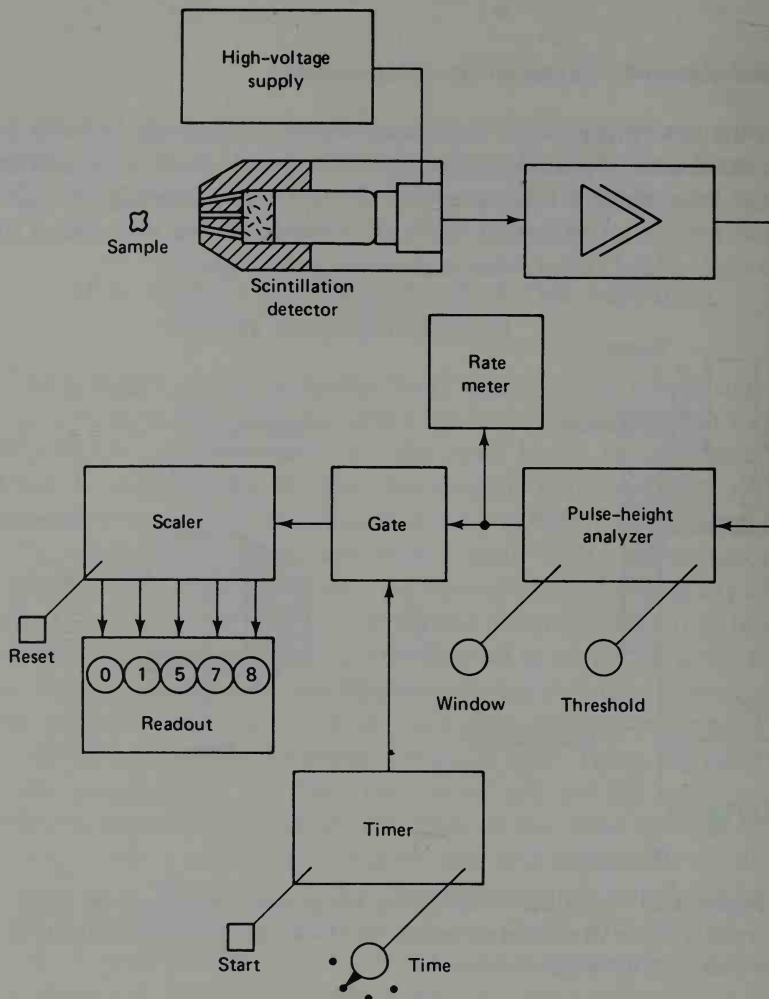 High-voltage
supply
Sample
Scintillation
detector
Rate
meter
Scaler
Gate
Pulse-height
analyzer
Reset
0 1 5 7 8
Readout
Window
Threshold
Timer
Start
Time